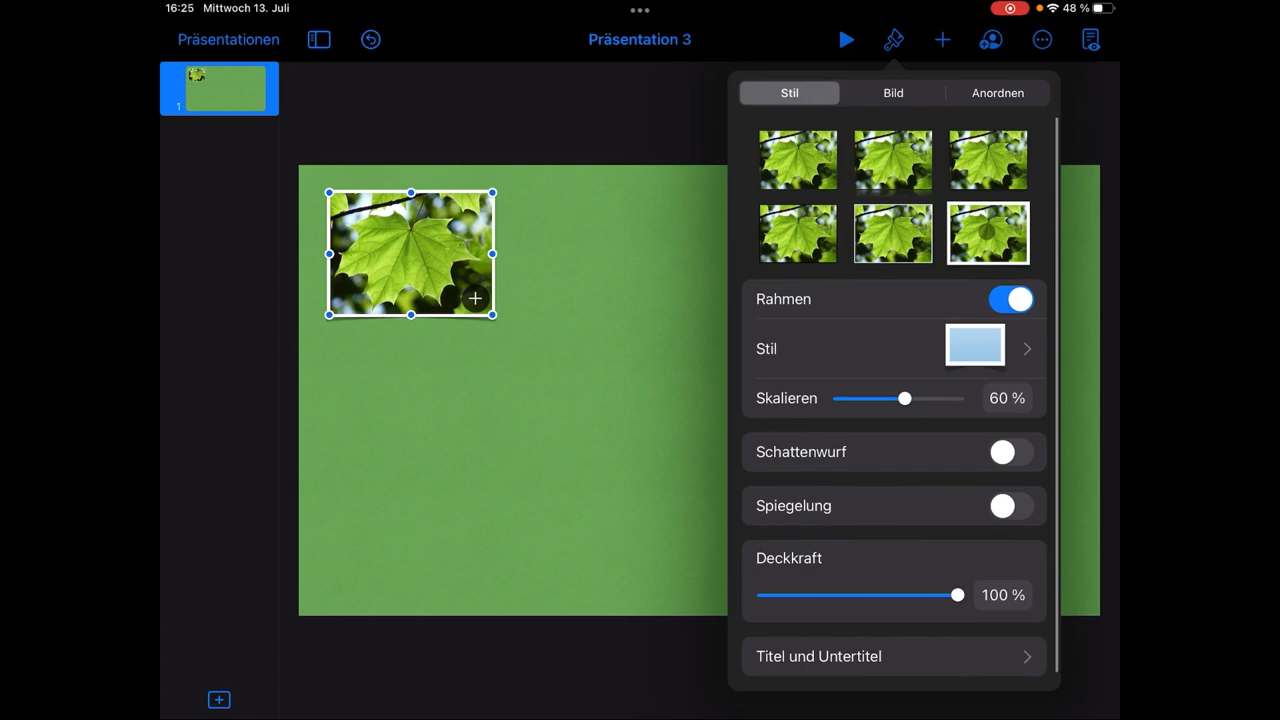 16:25 Mittwoch 13. Juli
48 %
Präsentationen
Präsentation 3
1
Stil
Bild
Anordnen
Rahmen
Stil
Skalieren
60 %
Schattenwurf
Spiegelung
Deckkraft
100 %
Titel und Untertitel